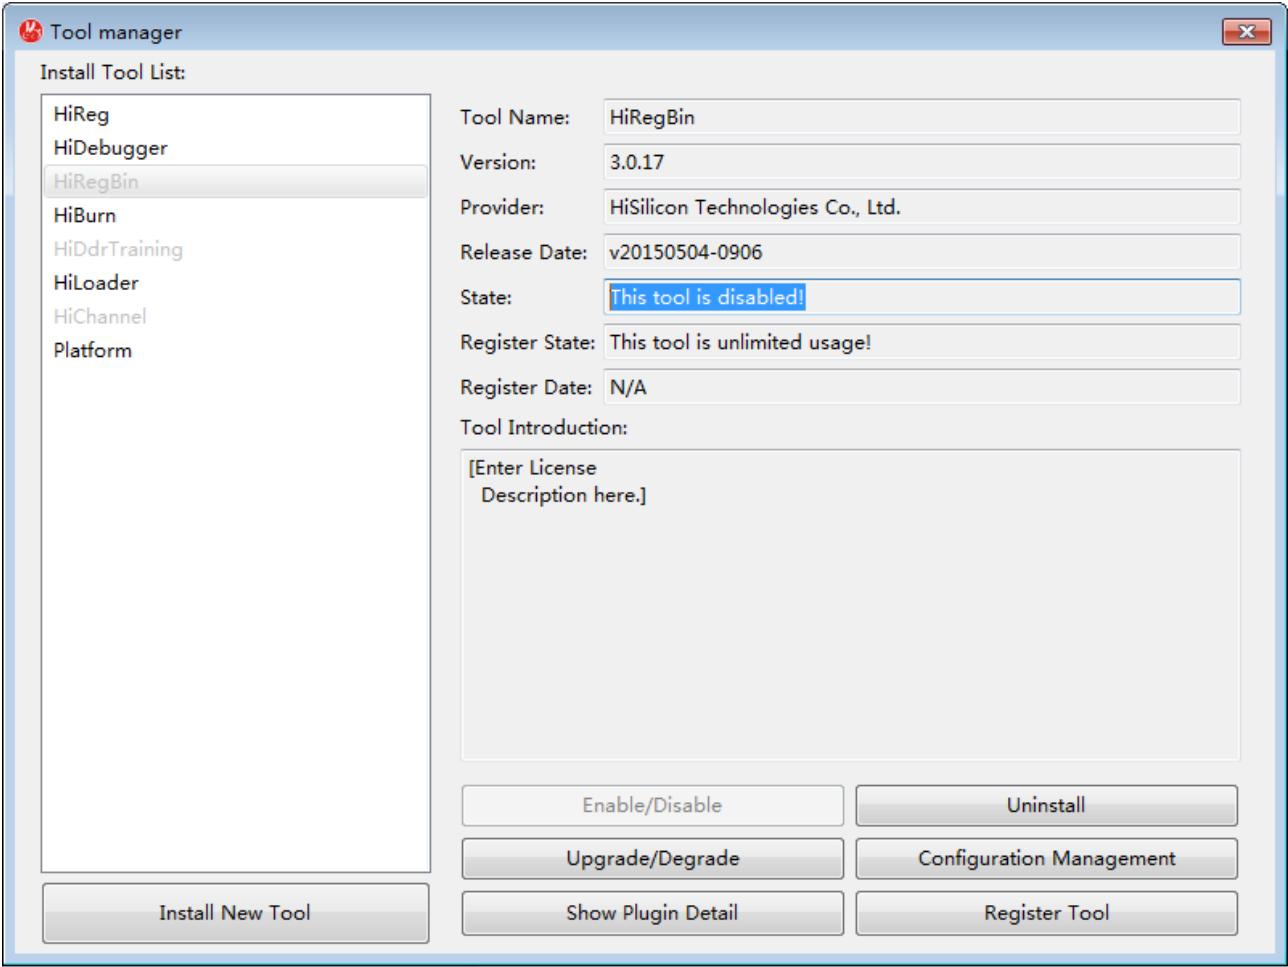 Tool manager
Install Tool List:
HiReg
HiDebugger
HiRegBin
HiBurn
HiDdrTraining
HiLoader
HiChannel
Platform
Install New Tool
Tool Name: HiRegBin
Version: 3.0.17
Provider: HiSilicon Technologies Co., Ltd.
Release Date: v20150504-0906
State: This tool is disabled!
Register State: This tool is unlimited usage!
Register Date: N/A
Tool Introduction:
[Enter License
Description here.]
Enable/Disable Uninstall
Upgrade/Degrade Configuration Management
Show Plugin Detail Register Tool